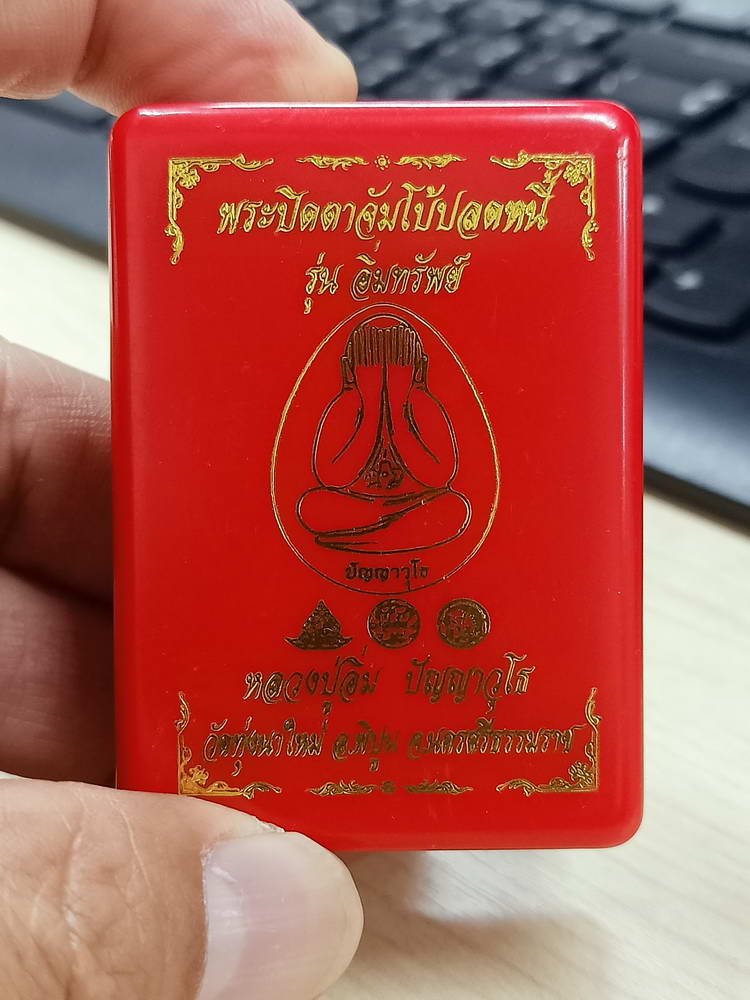 พระปิดตาจัมโบ้ปลดหนี้
รุ่น อิ่มทรัพย์
ปัญญาวุโธ
หลวงปู่อิ่ม ปัญญาวุโธ
วัดทุ่งนาใหม่ อ.พิปูน จ.นครศรีธรรมราช